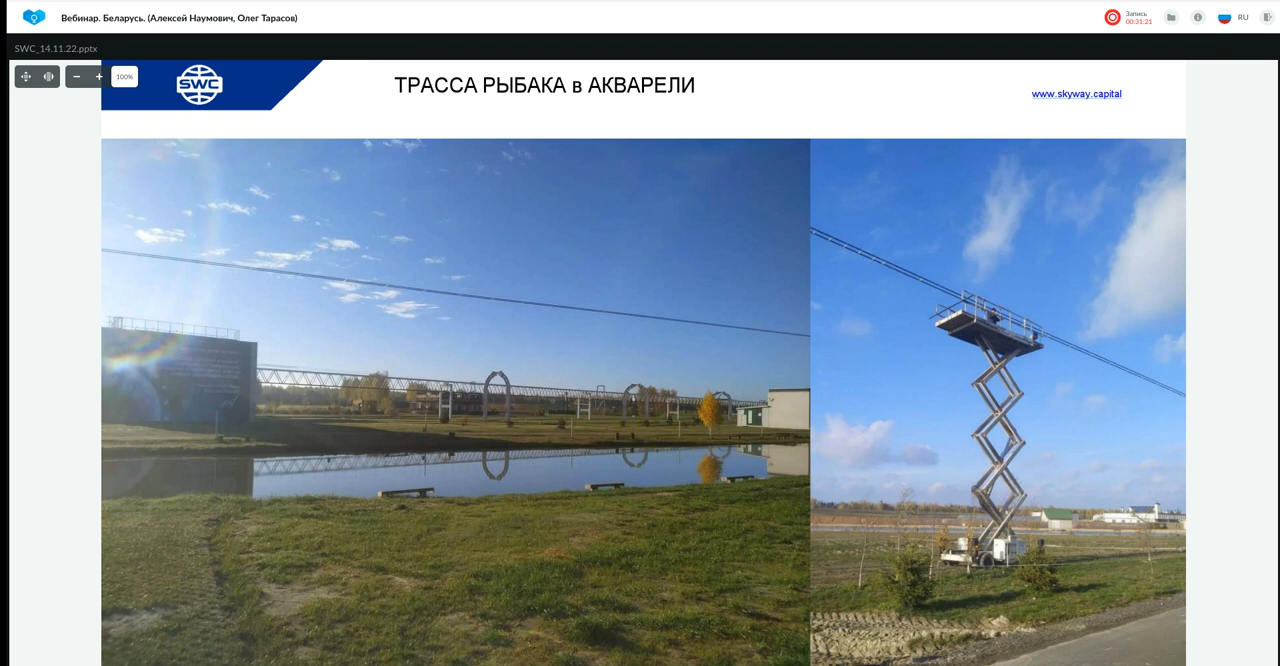 Вебинар. Беларусь. (Алексей Наумович, Олег Тарасов)
Запись
00:31:21
RU
SWC_14.11.22.pptx
100%
SWC
ТРАССА РЫБАКА в АКВАРЕЛИ
www.skyway.capital